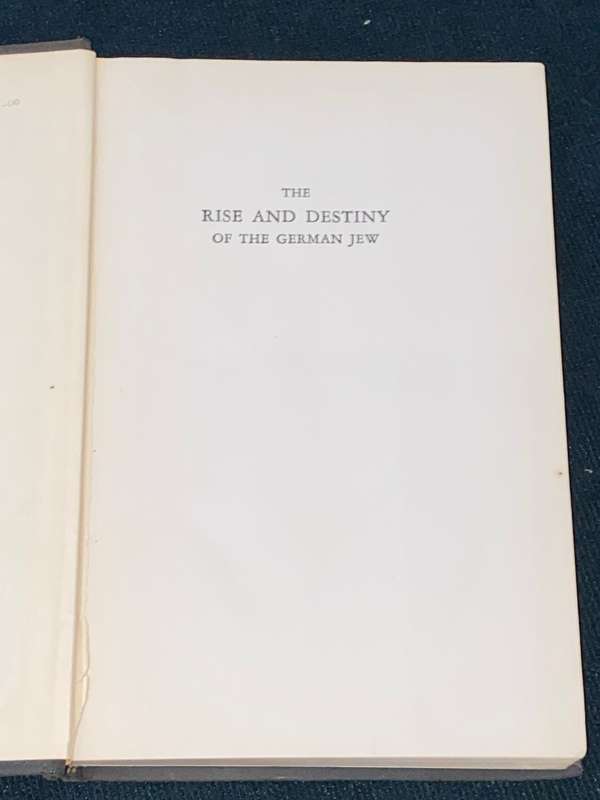 THE
RISE AND DESTINY
OF THE GERMAN JEW